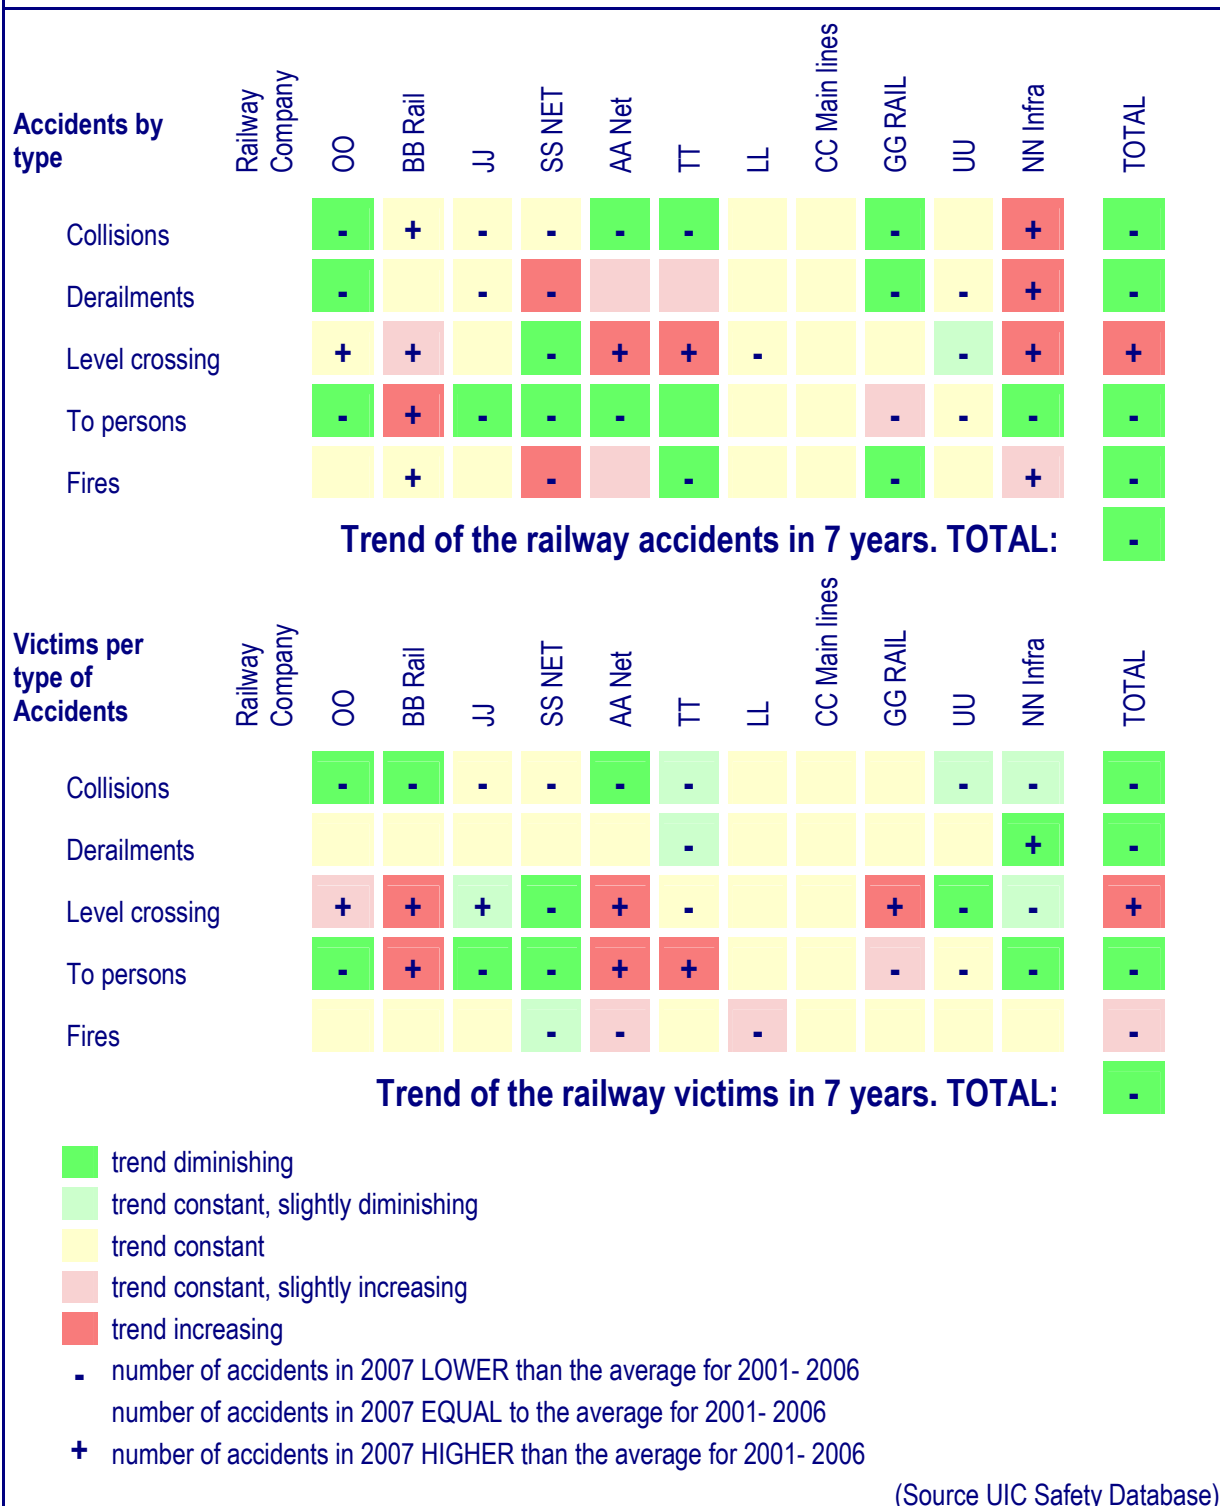 Accidents by type
Railway Company
OO
BB Rail
JJ
SS NET
AA Net
TT
LL
CC Main lines
GG RAIL
UU
NN Infra
TOTAL
Collisions - + - - - - - + -
Derailments - - - - - + -
Level crossing + + - + + - - + +
To persons - + - - - - - - -
Fires + - - - + -
Trend of the railway accidents in 7 years. TOTAL: -
Victims per type of Accidents
Railway Company
OO
BB Rail
JJ
SS NET
AA Net
TT
LL
CC Main lines
GG RAIL
UU
NN Infra
TOTAL
Collisions - - - - - - - - -
Derailments - + -
Level crossing + + + - + - + - - +
To persons - + - - + + - - - -
Fires - - - -
Trend of the railway victims in 7 years. TOTAL: -
trend diminishing
trend constant, slightly diminishing
trend constant
trend constant, slightly increasing
trend increasing
- number of accidents in 2007 LOWER than the average for 2001- 2006
number of accidents in 2007 EQUAL to the average for 2001- 2006
+ number of accidents in 2007 HIGHER than the average for 2001- 2006
(Source UIC Safety Database)